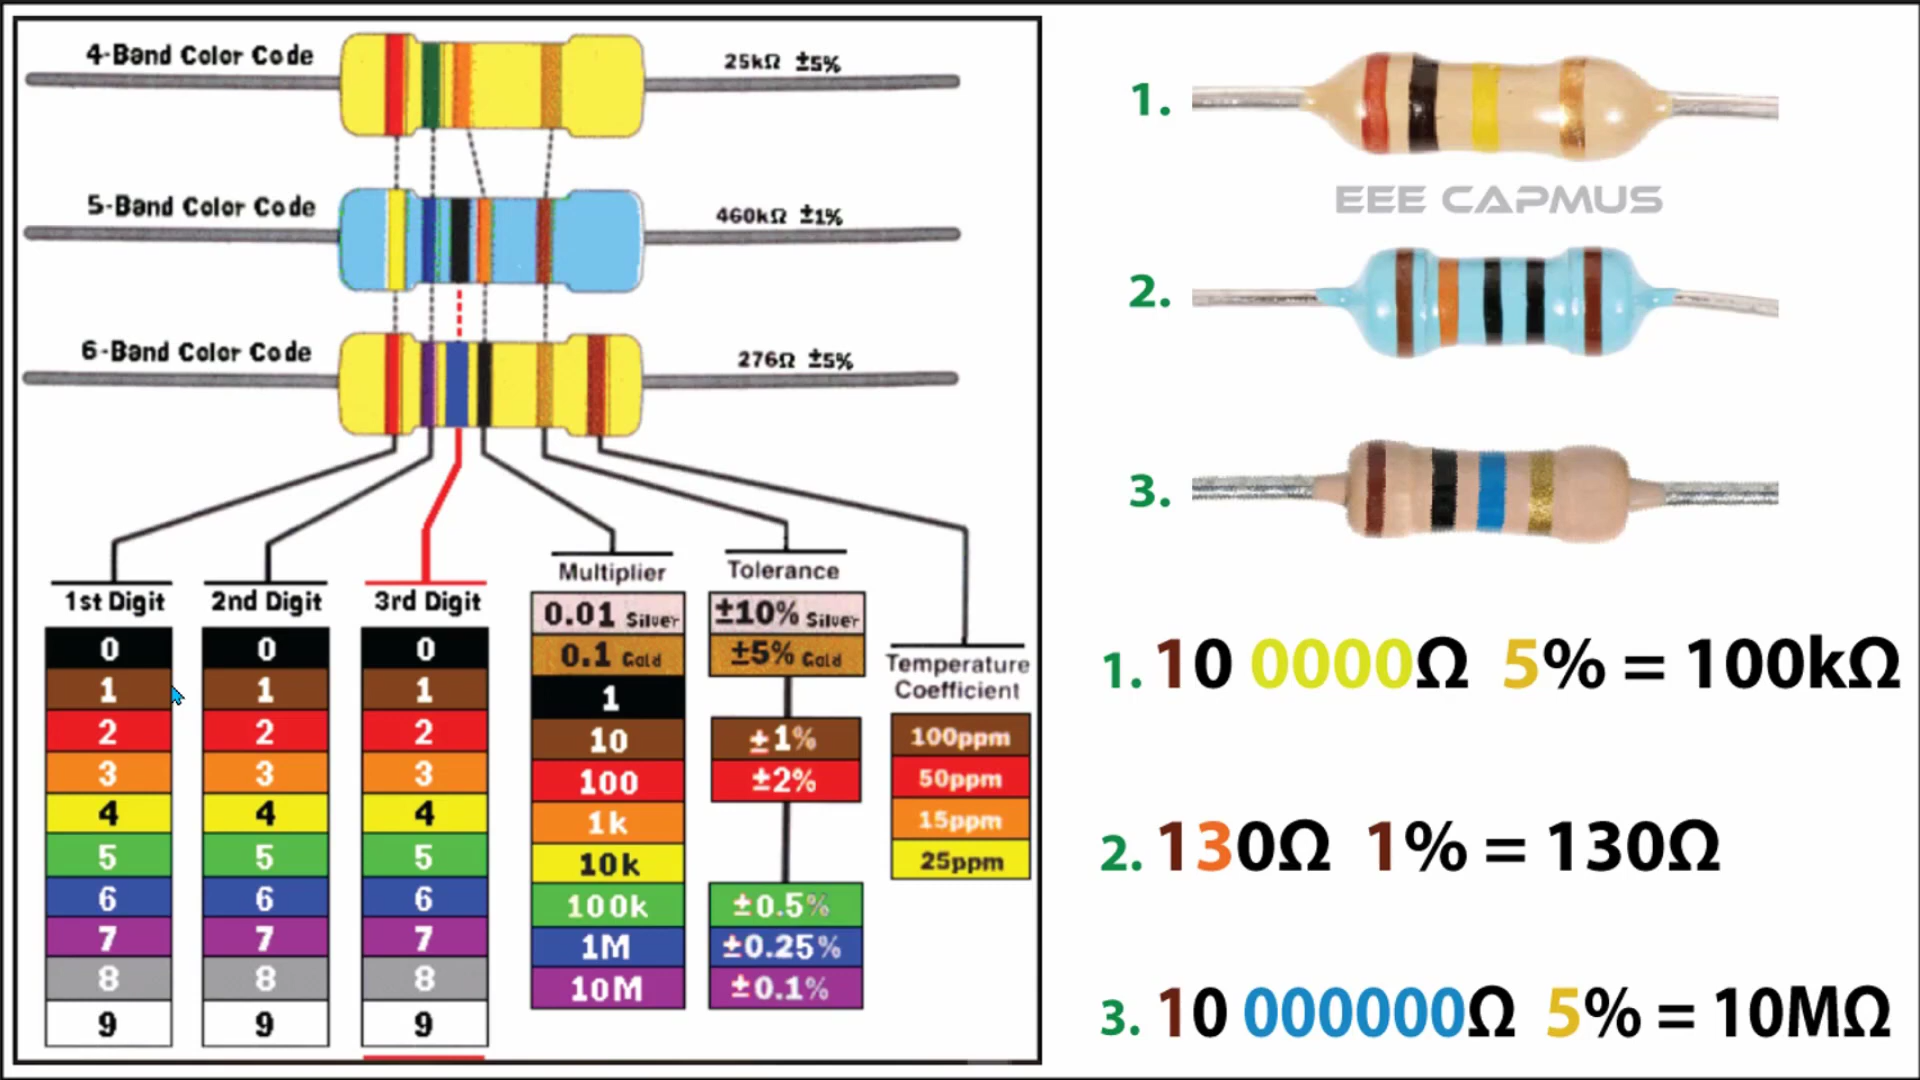 4-Band Color Code
25kΩ ±5%
5-Band Color Code
460kΩ ±1%
6-Band Color Code
276Ω ±5%
1st Digit
0
1
2
3
4
5
6
7
8
9
2nd Digit
0
1
2
3
4
5
6
7
8
9
3rd Digit
0
1
2
3
4
5
6
7
8
9
Multiplier
0.01 Silver
0.1 Gold
1
10
100
1k
10k
100k
1M
10M
Tolerance
±10% Silver
±5% Gold
±1%
±2%
±0.5%
±0.25%
±0.1%
Temperature
Coefficient
100ppm
50ppm
15ppm
25ppm
1.
EEE CAPMUS
2.
3.
1. 10 0000Ω 5% = 100kΩ
2. 130Ω 1% = 130Ω
3. 10 000000Ω 5% = 10MΩ